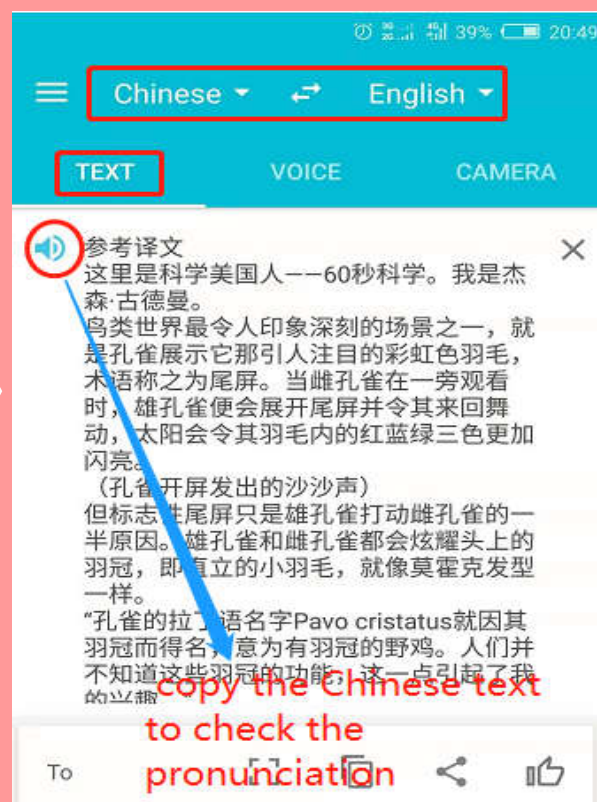 39% 20:49
Chinese English
TEXT VOICE CAMERA
参考译文
这里是科学美国人——60秒科学。我是杰
森·古德曼。
鸟类世界最令人印象深刻的场景之一，就
是孔雀展示它那引人注目的彩虹色羽毛，
术语称之为尾屏。当雌孔雀在一旁观看
时，雄孔雀便会展开尾屏并令其来回舞
动，太阳会令其羽毛内的红蓝绿三色更加
闪亮。
（孔雀开屏发出的沙沙声）
但标志性尾屏只是雄孔雀打动雌孔雀的一
半原因。雄孔雀和雌孔雀都会炫耀头上的
羽冠，即直立的小羽毛，就像莫霍克发型
一样。
“孔雀的拉丁语名字Pavo cristatus就因其
羽冠而得名，意为有羽冠的野鸡。人们并
不知道这些羽冠的功能，这一点引起了我
的兴趣
copy the Chinese text
to check the
pronunciation
To